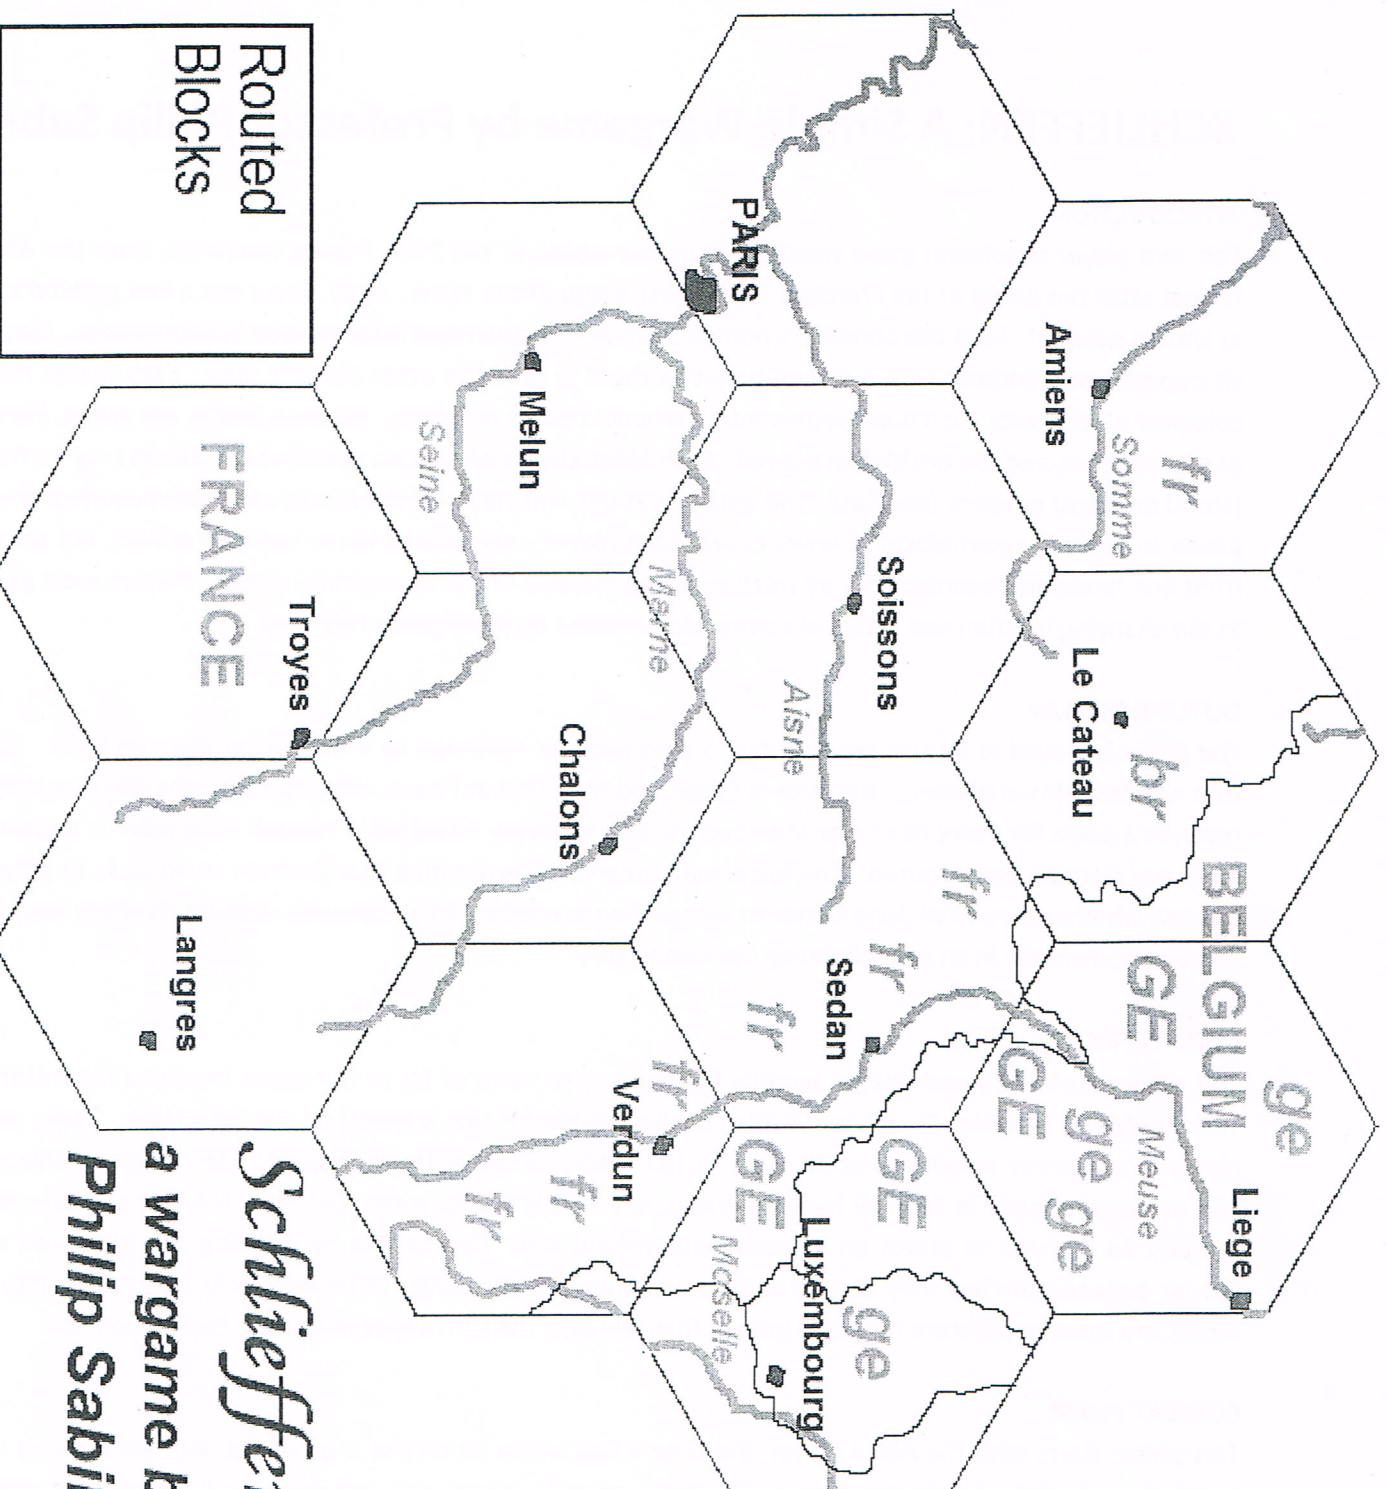 ge
Liege
BELGIUM
fr
br
GE
Meuse
Somme
Le Cateau
ge ge
ge
Amiens
GE
fr
GE
fr
Soissons
ge
Sedan
Luxembourg
Aisne
fr
GE
PARIS
Moselle
fr
Marne
Verdun
fr
Chalons
Melun
fr
Seine
Troyes
FRANCE
Langres
Routed
Blocks
Schlieffe
a wargame b
Philip Sabi